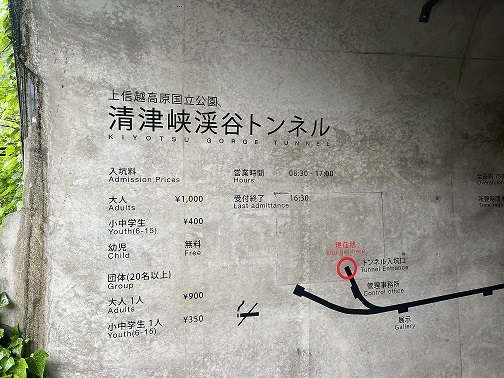 上信越高原国立公園
清津峡渓谷トンネル
KIYOTSU GORGE TUNNEL
入坑料
Admission Prices
大人 ¥1,000
Adults
小中学生 ¥400
Youth(6-15)
幼児 無料
Child Free
団体(20名以上)
Group
大人 1人 ¥900
Adults
小中学生 1人 ¥350
Youth(6-15)
営業時間 08:30 - 17:00
Hours
受付終了 16:30
Last admittance
現在地
You are here
トンネル入坑口
Tunnel Entrance
管理事務所
Control office
展示
Gallery